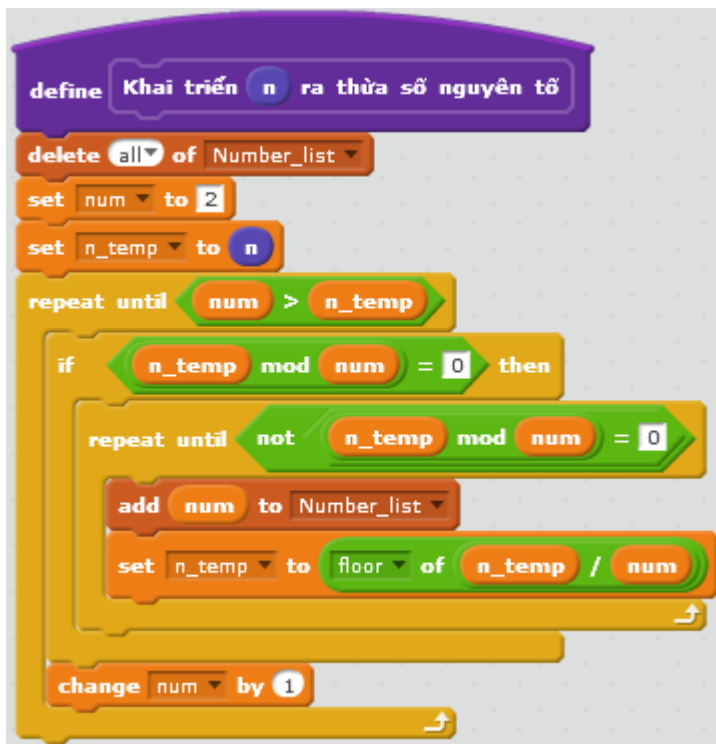 define Khai triển n ra thừa số nguyên tố
delete all of Number_list
set num to 2
set n_temp to n
repeat until num > n_temp
if n_temp mod num = 0 then
repeat until not n_temp mod num = 0
add num to Number_list
set n_temp to floor of n_temp / num
change num by 1